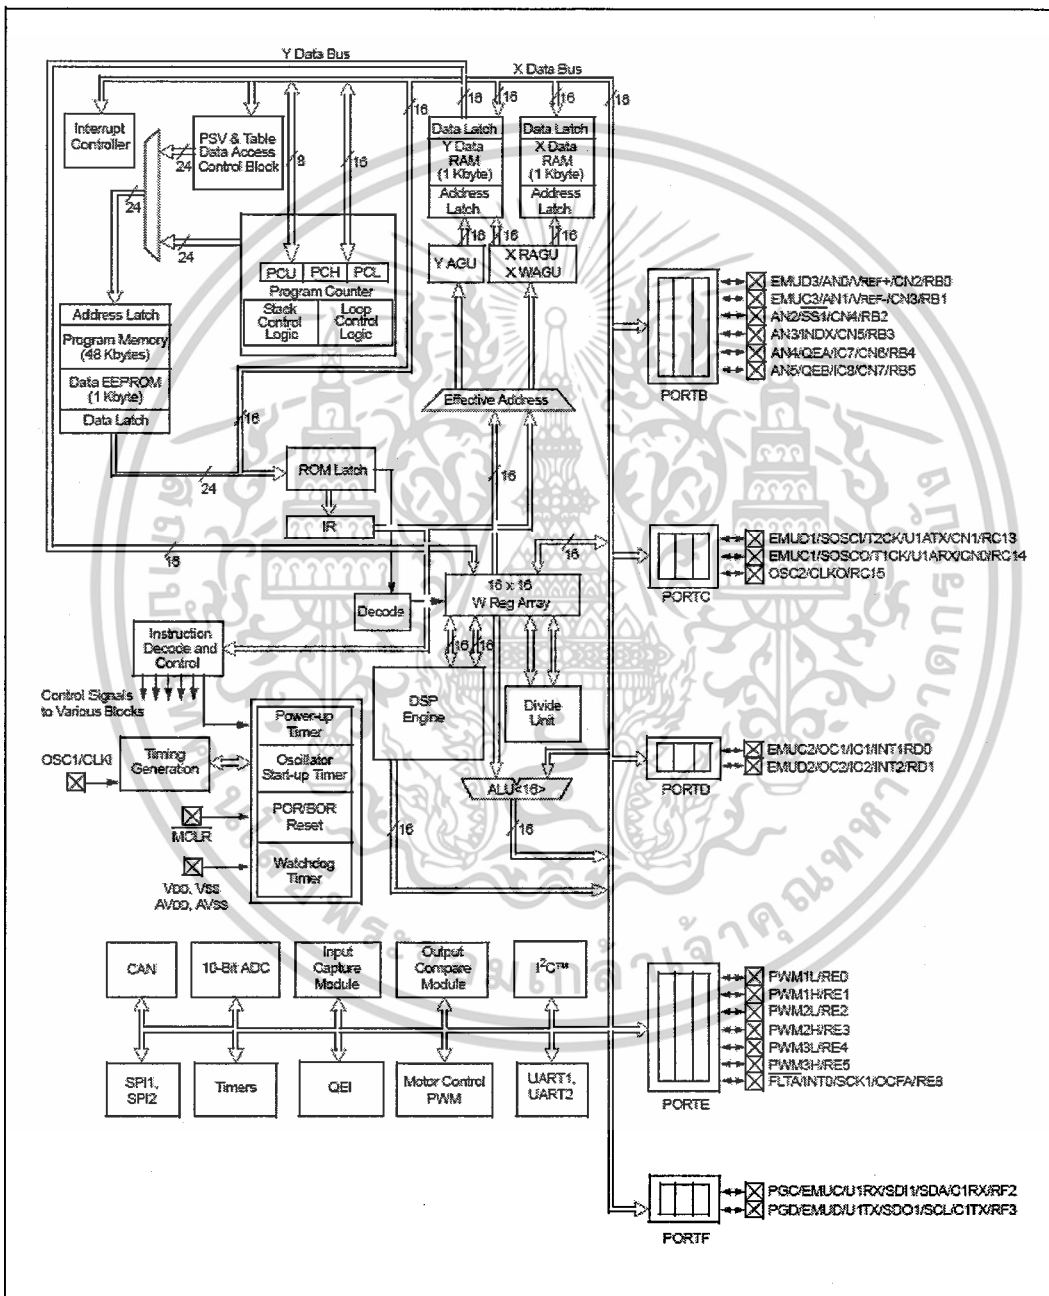 Y Data Bus
X Data Bus
16
16
16
16
16
Interrupt
Controller
PSV & Table
Data Access
Control Block
24
24
24
8
16
Data Latch
Y Data
RAM
(1 Kbyte)
Address
Latch
Data Latch
X Data
RAM
(1 Kbyte)
Address
Latch
16
16
16
Y AGU
X RAGU
X WAGU
PCU PCH PCL
Program Counter
Stack
Control
Logic
Loop
Control
Logic
Address Latch
Program Memory
(48 Kbytes)
Data EEPROM
(1 Kbyte)
Data Latch
Effective Address
16
24
ROM Latch
16
IR
16
16
16 x 16
W Reg Array
Decode
Instruction
Decode and
Control
16
16
Control Signals
to Various Blocks
DSP
Engine
Divide
Unit
Power-up
Timer
OSC1/CLKI
Timing
Generation
Oscillator
Start-up Timer
ALU<16>
POR/BOR
Reset
MCLR
16
16
Watchdog
Timer
VDD, VSS
AVDD, AVSS
CAN
10-Bit ADC
Input
Capture
Module
Output
Compare
Module
I²C™
SPI1,
SPI2
Timers
QEI
Motor Control
PWM
UART1,
UART2
EMUD3/AN0/VREF+/CN2/RB0
EMUC3/AN1/VREF-/CN3/RB1
AN2/SS1/CN4/RB2
AN3/INDX/CN5/RB3
AN4/QEA/IC7/CN6/RB4
AN5/QEB/IC8/CN7/RB5
PORTB
EMUD1/SOSCI/T2CK/U1ATX/CN1/RC13
EMUC1/SOSCO/T1CK/U1ARX/CN0/RC14
OSC2/CLKO/RC15
PORTC
EMUC2/OC1/IC1/INT1RD0
EMUD2/OC2/IC2/INT2/RD1
PORTD
PWM1L/RE0
PWM1H/RE1
PWM2L/RE2
PWM2H/RE3
PWM3L/RE4
PWM3H/RE5
FLTA/INT0/SCK1/OCFA/RE8
PORTE
PGC/EMUC/U1RX/SDI1/SDA/C1RX/RF2
PGD/EMUD/U1TX/SDO1/SCL/C1TX/RF3
PORTF